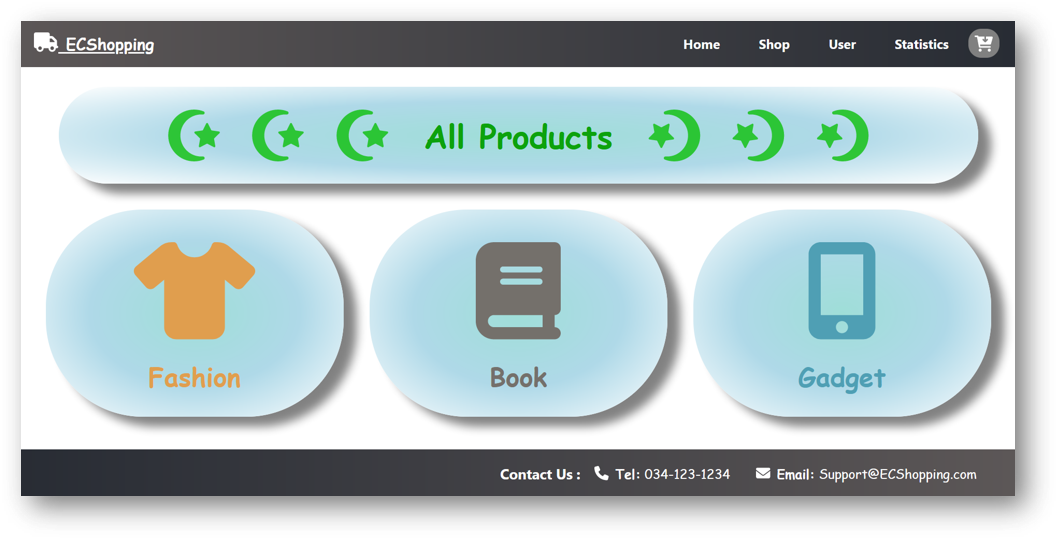 ECShopping Home Shop User Statistics
All Products
Fashion Book Gadget
Contact Us : Tel: 034-123-1234 Email: Support@ECShopping.com